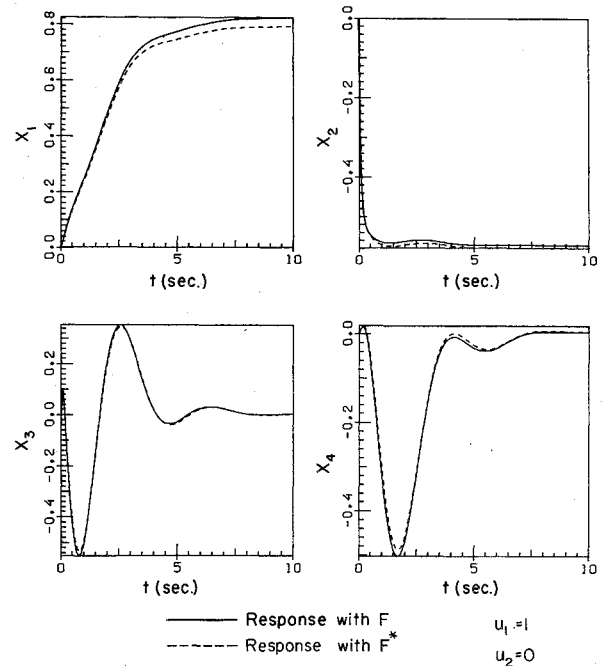 0.8
0.6
0.4
0.2
0.0
X₁
0
5
10
t (sec.)
0.0
-0.2
-0.4
X₂
0
5
10
t (sec.)
0.2
0.0
-0.2
-0.4
X₃
0
5
10
t (sec.)
0.0
-0.2
-0.4
X₄
0
5
10
t (sec.)
Response with F
Response with F*
u₁=1
u₂=0